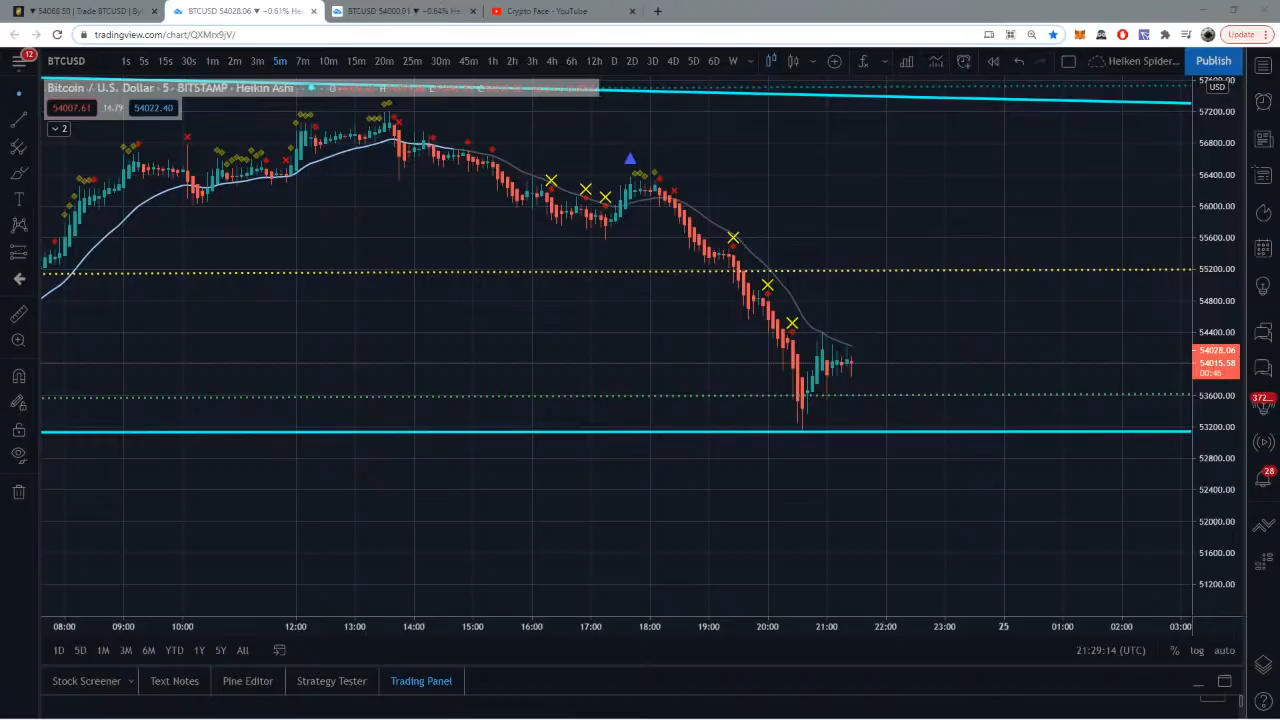 ▼ 54068.50 | Trade BTCUSD | Byb
BTCUSD 54028.06 ▼ −0.61% He
BTCUSD 54000.01 ▼ −0.64% He
Crypto Face - YouTube
tradingview.com/chart/QXMrx9jV/
Update
12
BTCUSD
1s 5s 15s 30s 1m 2m 3m 5m 7m 10m 15m 20m 25m 30m 45m 1h 2h 3h 4h 6h 12h D 2D 3D 4D 5D 6D W
Heiken Spider...
Publish
Bitcoin / U.S. Dollar · 5 · BITSTAMP · Heikin Ashi
54007.61 14.79 54022.40
2
57600.00
USD
57200.00
56800.00
56400.00
56000.00
55600.00
55200.00
54800.00
54400.00
54028.06
54015.58
00:46
53600.00
53200.00
52800.00
52400.00
52000.00
51600.00
51200.00
372...
28
08:00 09:00 10:00 12:00 13:00 14:00 16:00 17:00 18:00 19:00 20:00 21:00 22:00 23:00 25 01:00 02:00 03:00
1D 5D 1M 3M 6M YTD 1Y 5Y All
21:29:14 (UTC) % log auto
Stock Screener Text Notes Pine Editor Strategy Tester Trading Panel